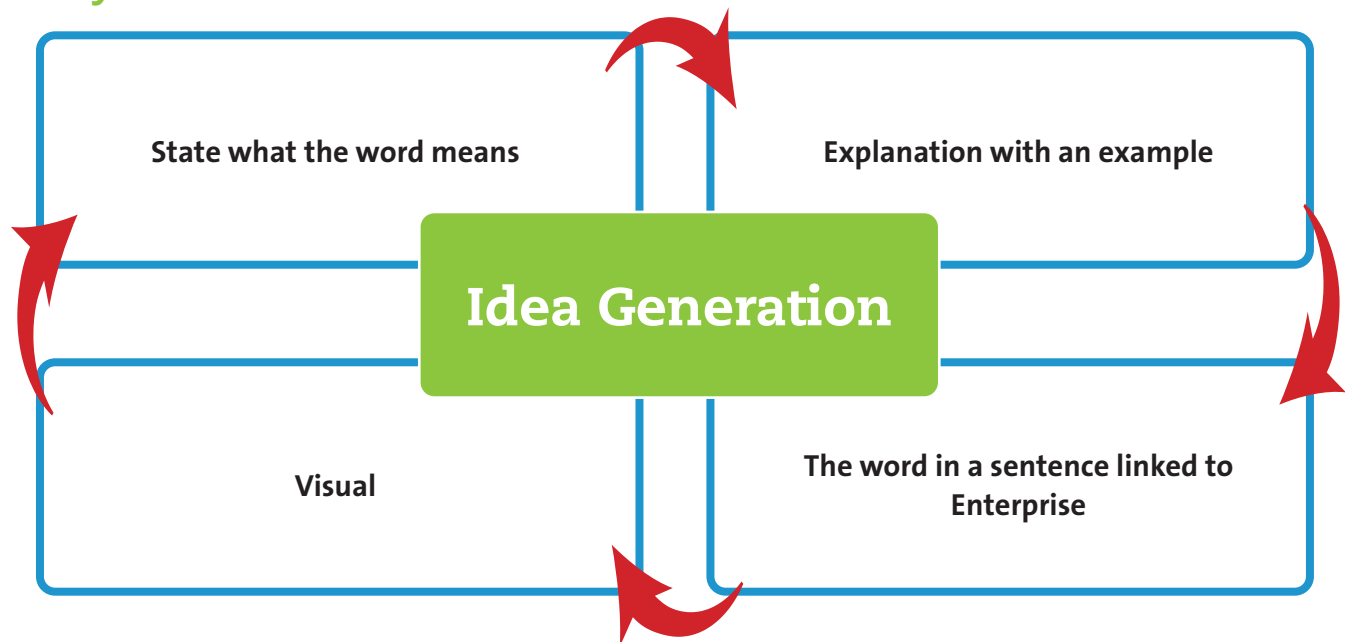 State what the word means
Explanation with an example
Idea Generation
Visual
The word in a sentence linked to
Enterprise